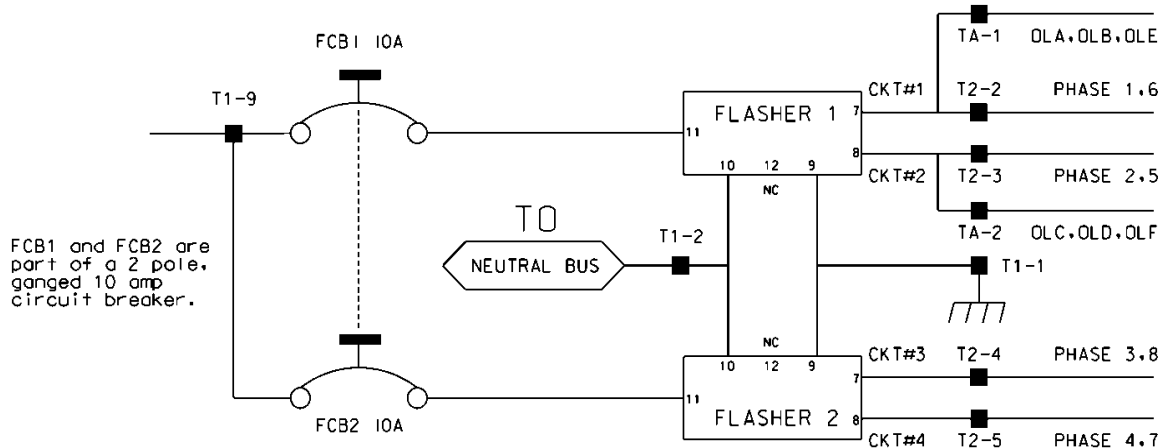 FCB1 10A
T1-9
TA-1 OLA,OLB,OLE
CKT#1 T2-2 PHASE 1,6
7
FLASHER 1
11
8
10 12 9
NC
CKT#2 T2-3 PHASE 2,5
TA-2 OLC,OLD,OLF
TO
NEUTRAL BUS
T1-2
T1-1
FCB1 and FCB2 are
part of a 2 pole,
ganged 10 amp
circuit breaker.
NC
10 12 9
CKT#3 T2-4 PHASE 3,8
7
11
FLASHER 2
8
FCB2 10A
CKT#4 T2-5 PHASE 4,7